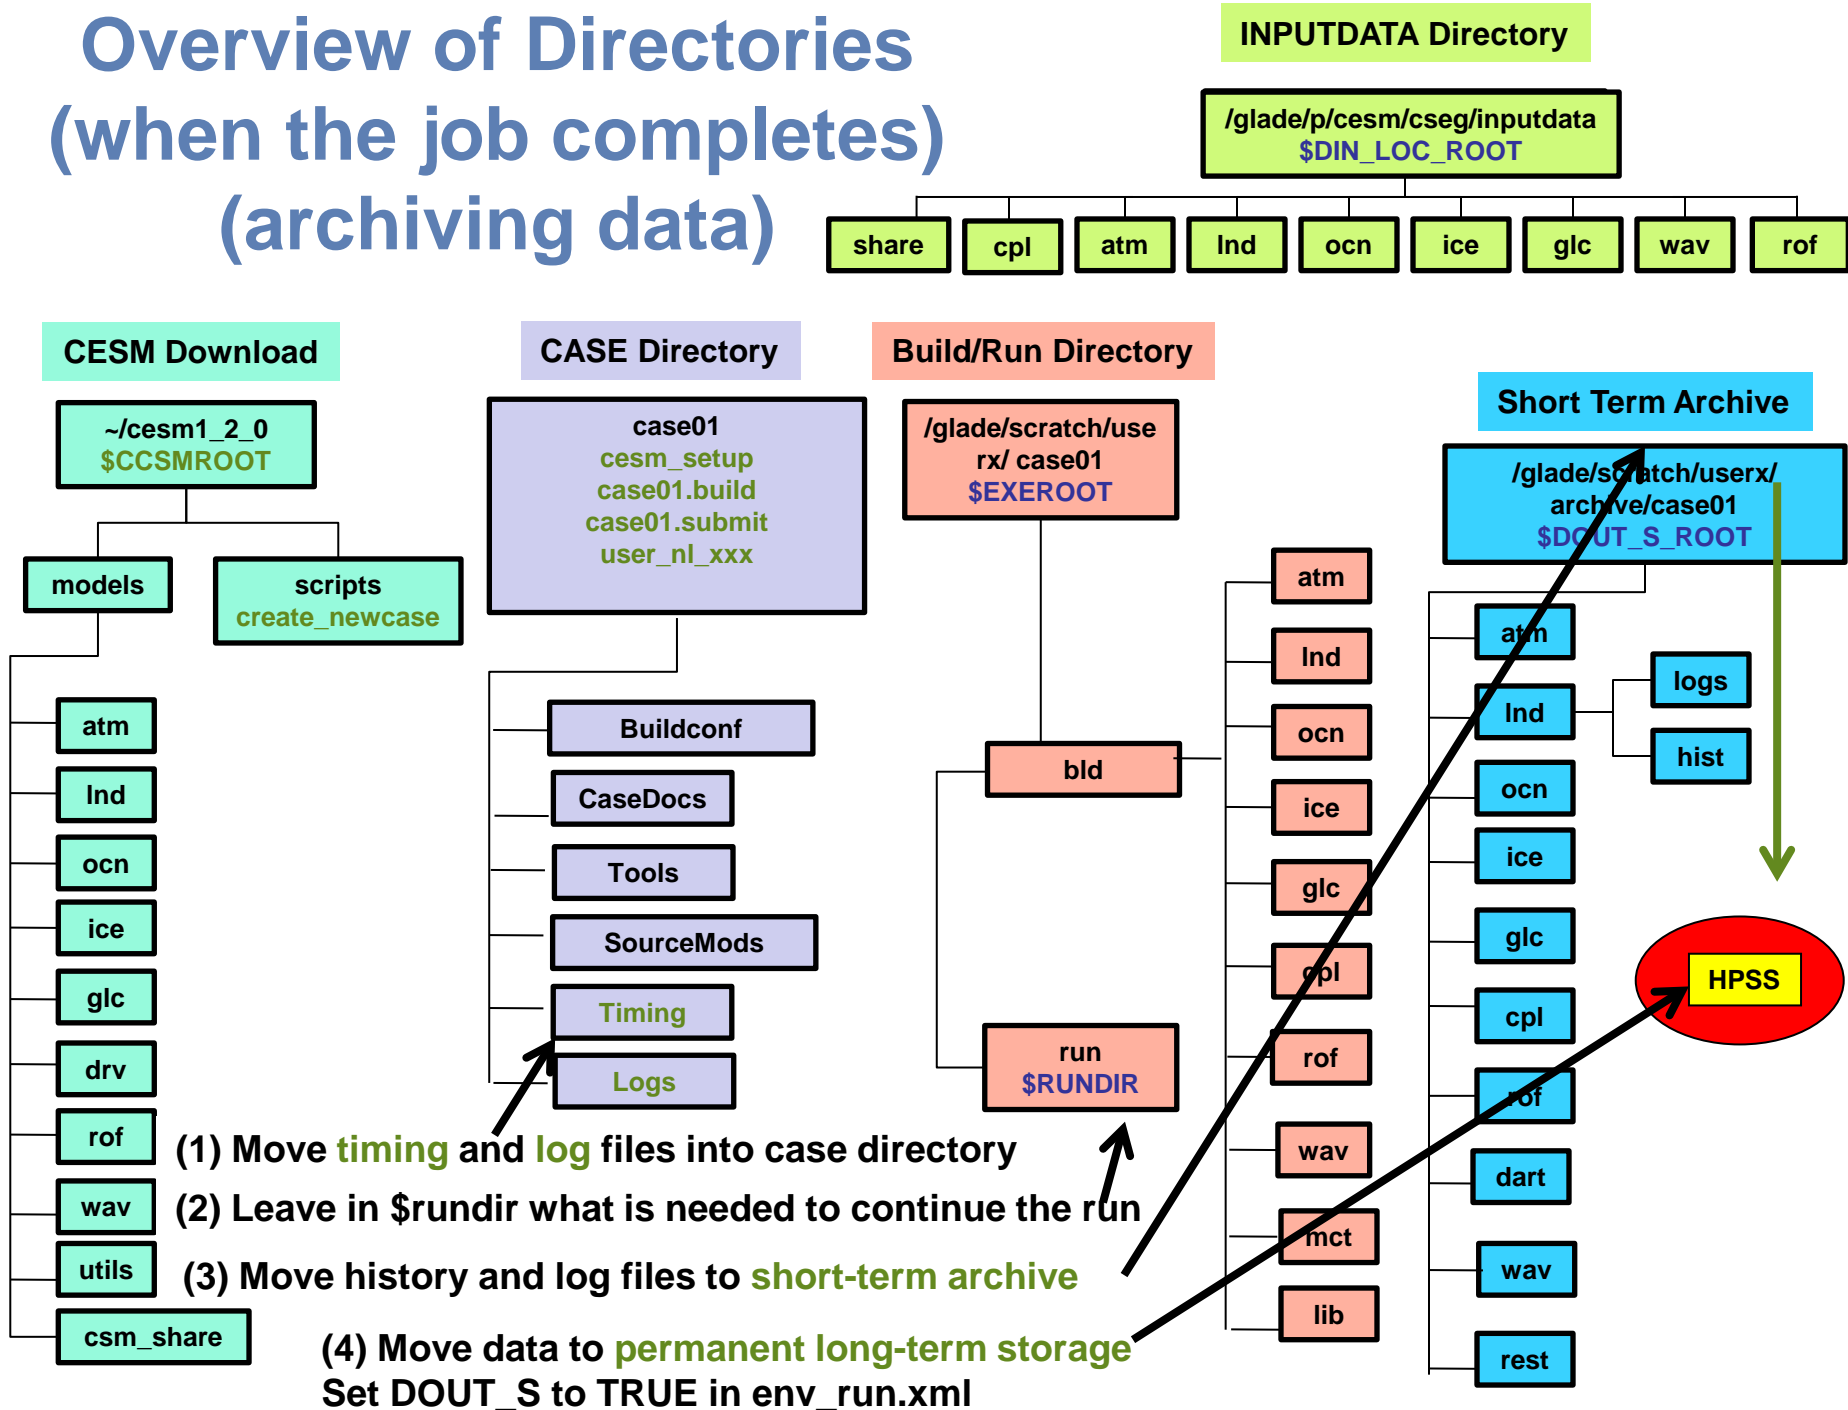 Overview of Directories
(when the job completes)
(archiving data)
INPUTDATA Directory
/glade/p/cesm/cseg/inputdata
$DIN_LOC_ROOT
share
cpl
atm
lnd
ocn
ice
glc
wav
rof
CESM Download
~/cesm1_2_0
$CCSMROOT
models
scripts
create_newcase
atm
lnd
ocn
ice
glc
drv
rof
wav
utils
csm_share
CASE Directory
case01
cesm_setup
case01.build
case01.submit
user_nl_xxx
Buildconf
CaseDocs
Tools
SourceMods
Timing
Logs
Build/Run Directory
/glade/scratch/use
rx/ case01
$EXEROOT
bld
run
$RUNDIR
atm
lnd
ocn
ice
glc
cpl
rof
wav
mct
lib
Short Term Archive
/glade/scratch/userx/
archive/case01
$DOUT_S_ROOT
atm
lnd
logs
hist
ocn
ice
glc
cpl
rof
dart
wav
rest
HPSS
(1) Move timing and log files into case directory
(2) Leave in $rundir what is needed to continue the run
(3) Move history and log files to short-term archive
(4) Move data to permanent long-term storage
Set DOUT_S to TRUE in env_run.xml